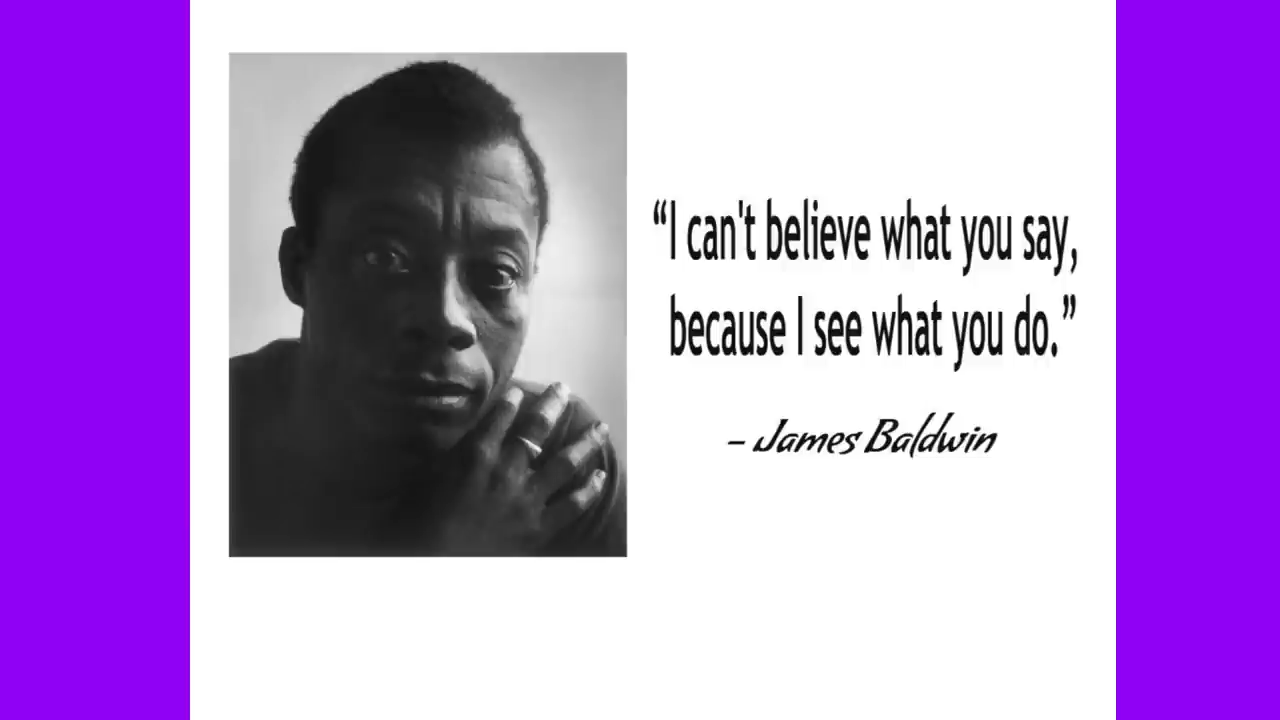 “I can't believe what you say,
because I see what you do.”
– James Baldwin